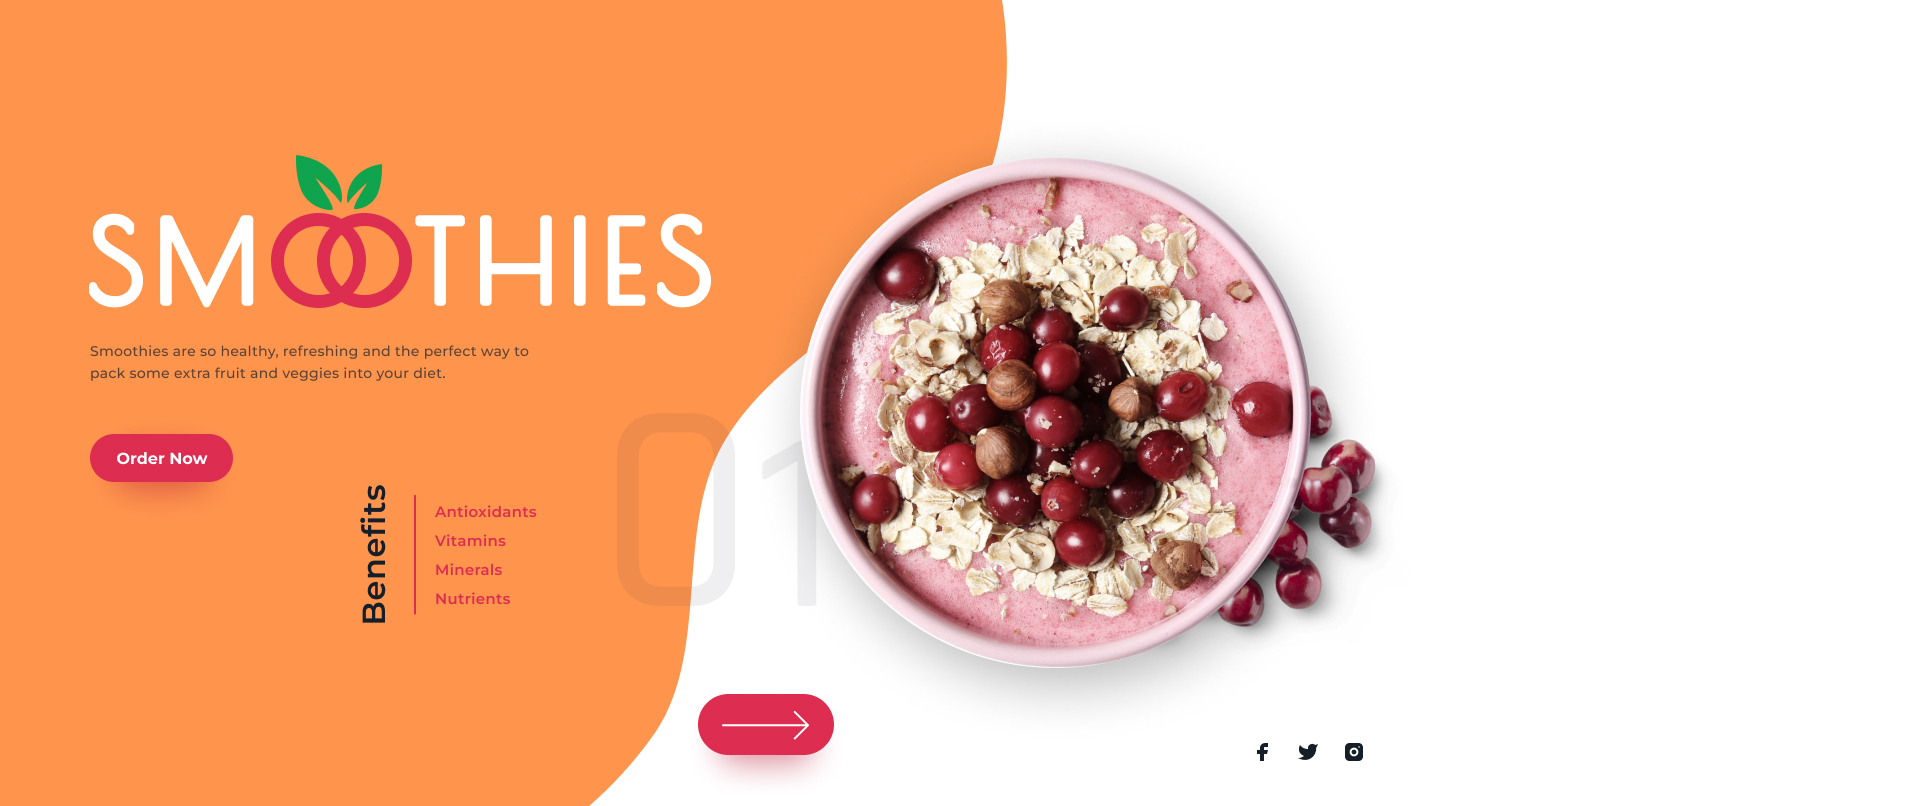 SMOOTHIES
Smoothies are so healthy, refreshing and the perfect way to
pack some extra fruit and veggies into your diet.
Order Now
Benefits
Antioxidants
Vitamins
Minerals
Nutrients
01